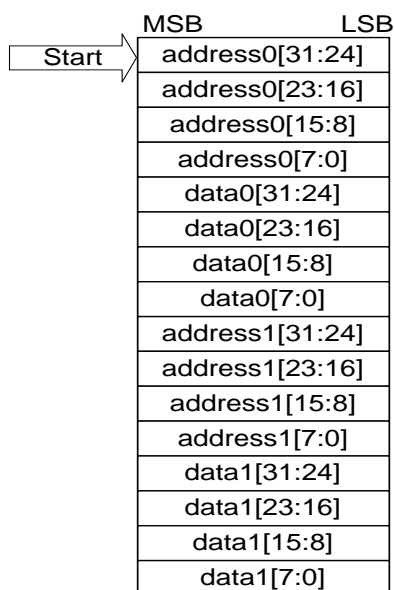 MSB LSB
Start address0[31:24]
address0[23:16]
address0[15:8]
address0[7:0]
data0[31:24]
data0[23:16]
data0[15:8]
data0[7:0]
address1[31:24]
address1[23:16]
address1[15:8]
address1[7:0]
data1[31:24]
data1[23:16]
data1[15:8]
data1[7:0]